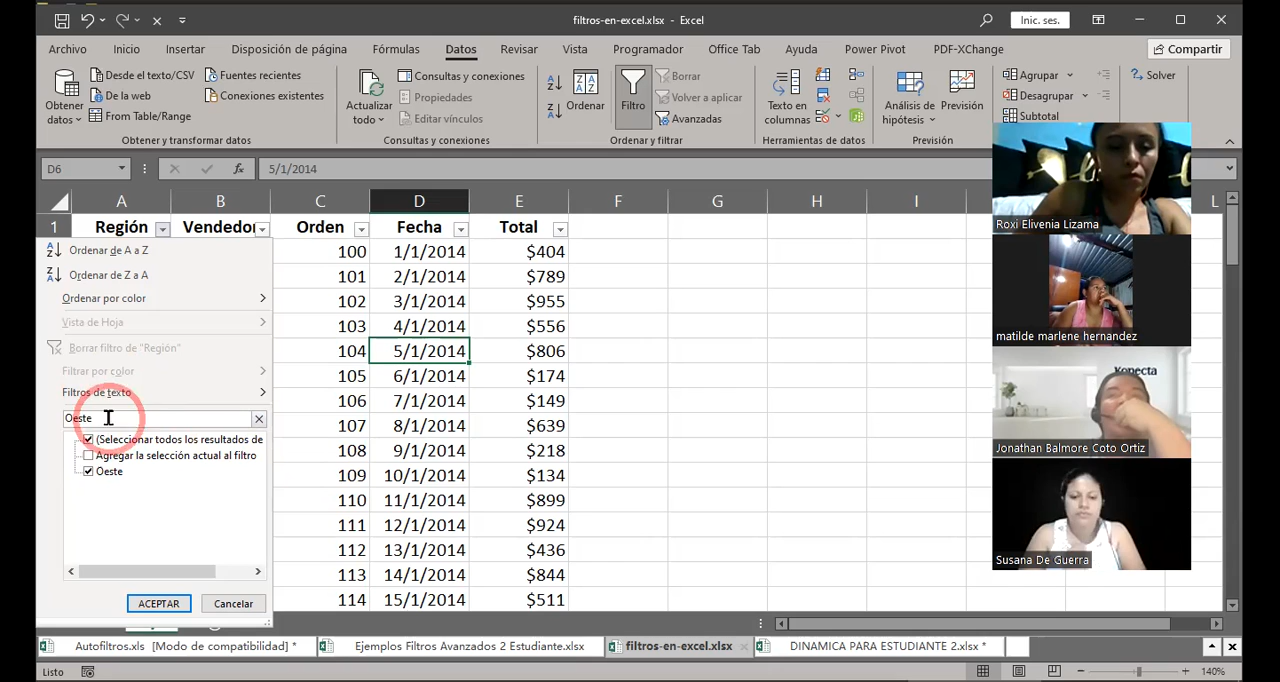 filtros-en-excel.xlsx - Excel
Inic. ses.
Archivo Inicio Insertar Disposición de página Fórmulas Datos Revisar Vista Programador Office Tab Ayuda Power Pivot PDF-XChange Compartir
Obtener datos
Desde el texto/CSV
De la web
From Table/Range
Fuentes recientes
Conexiones existentes
Obtener y transformar datos
Actualizar todo
Consultas y conexiones
Propiedades
Editar vínculos
Consultas y conexiones
Ordenar
Filtro
Borrar
Volver a aplicar
Avanzadas
Ordenar y filtrar
Texto en columnas
Herramientas de datos
Análisis de hipótesis
Previsión
Previsión
Agrupar
Desagrupar
Subtotal
Solver
D6 fx 5/1/2014
A B C D E F G H I L
1 Región Vendedor Orden Fecha Total
100 1/1/2014 $404
101 2/1/2014 $789
102 3/1/2014 $955
103 4/1/2014 $556
104 5/1/2014 $806
105 6/1/2014 $174
106 7/1/2014 $149
107 8/1/2014 $639
108 9/1/2014 $218
109 10/1/2014 $134
110 11/1/2014 $899
111 12/1/2014 $924
112 13/1/2014 $436
113 14/1/2014 $844
114 15/1/2014 $511
Ordenar de A a Z
Ordenar de Z a A
Ordenar por color
Vista de Hoja
Borrar filtro de "Región"
Filtrar por color
Filtros de texto
Oeste
(Seleccionar todos los resultados de
Agregar la selección actual al filtro
Oeste
ACEPTAR Cancelar
Roxi Elivenia Lizama
matilde marlene hernandez
Konecta
Jonathan Balmore Coto Ortiz
Susana De Guerra
Autofiltros.xls [Modo de compatibilidad] * Ejemplos Filtros Avanzados 2 Estudiante.xlsx filtros-en-excel.xlsx DINAMICA PARA ESTUDIANTE 2.xlsx *
Listo 140%